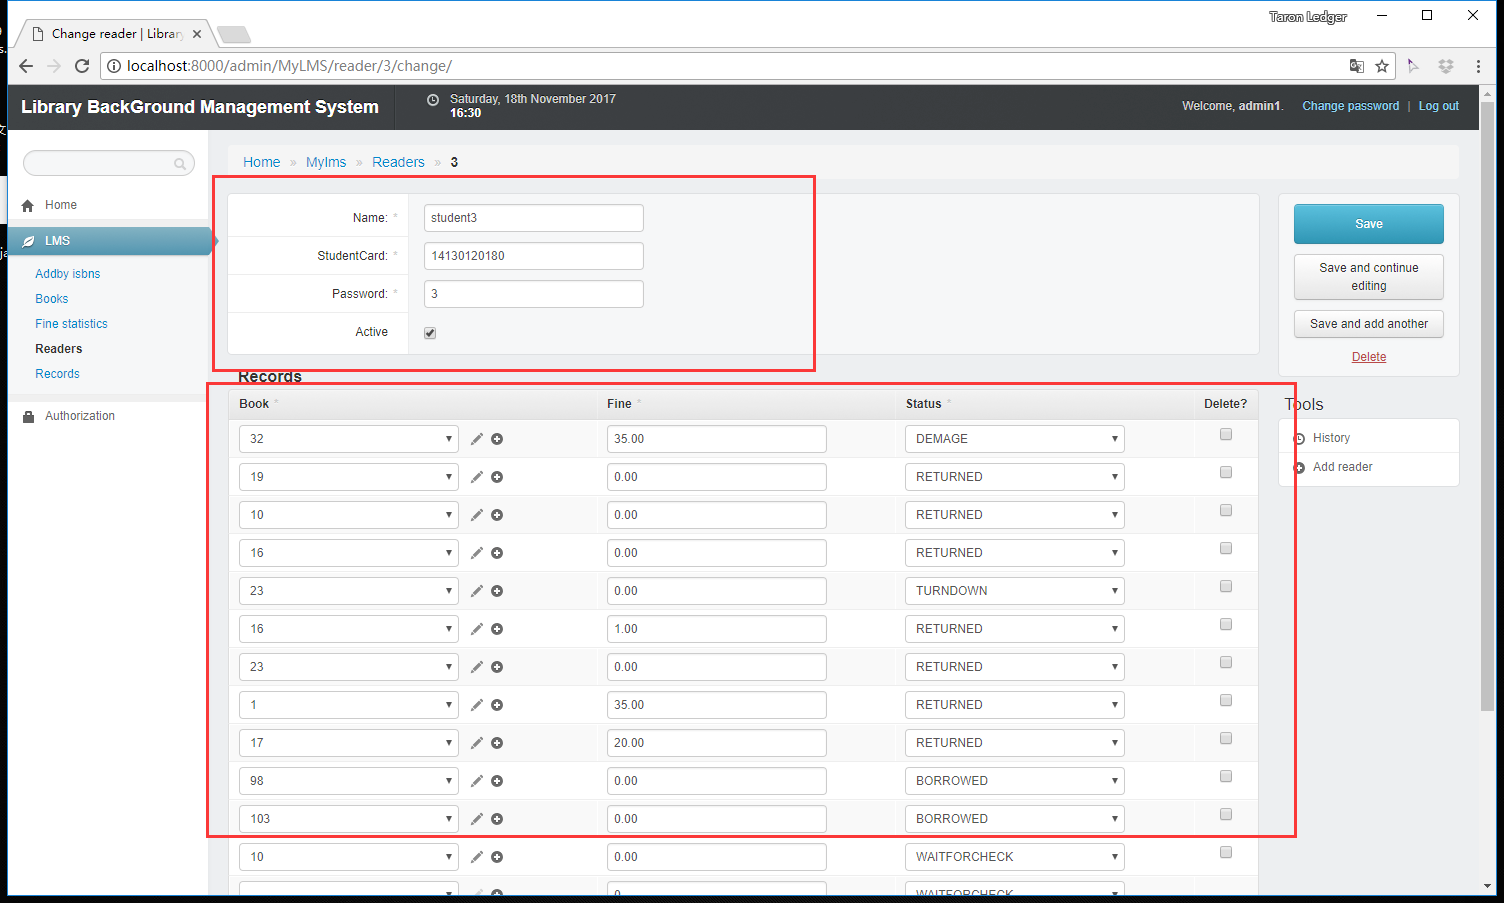 Taron Ledger
Change reader | Library
localhost:8000/admin/MyLMS/reader/3/change/
Library BackGround Management System
Saturday, 18th November 2017
16:30
Welcome, admin1. Change password | Log out
Home » Mylms » Readers » 3
Home
LMS
Addby isbns
Books
Fine statistics
Readers
Records
Authorization
Name: * student3
StudentCard: * 14130120180
Password: * 3
Active
Save
Save and continue
editing
Save and add another
Delete
Tools
History
Add reader
Records
Book * Fine * Status * Delete?
32 35.00 DEMAGE
19 0.00 RETURNED
10 0.00 RETURNED
16 0.00 RETURNED
23 0.00 TURNDOWN
16 1.00 RETURNED
23 0.00 RETURNED
1 35.00 RETURNED
17 20.00 RETURNED
98 0.00 BORROWED
103 0.00 BORROWED
10 0.00 WAITFORCHECK
0 WAITFORCHECK